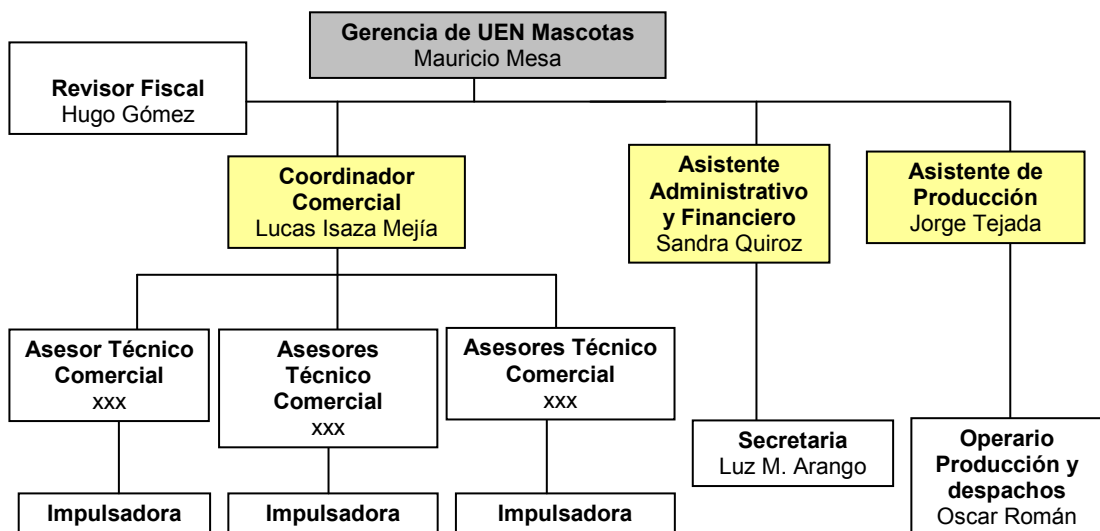 Gerencia de UEN Mascotas
Mauricio Mesa
Revisor Fiscal
Hugo Gómez
Coordinador
Comercial
Lucas Isaza Mejía
Asistente
Administrativo
y Financiero
Sandra Quiroz
Asistente de
Producción
Jorge Tejada
Asesor Técnico
Comercial
xxx
Asesores
Técnico
Comercial
xxx
Asesores Técnico
Comercial
xxx
Secretaria
Luz M. Arango
Operario
Producción y
despachos
Oscar Román
Impulsadora
Impulsadora
Impulsadora